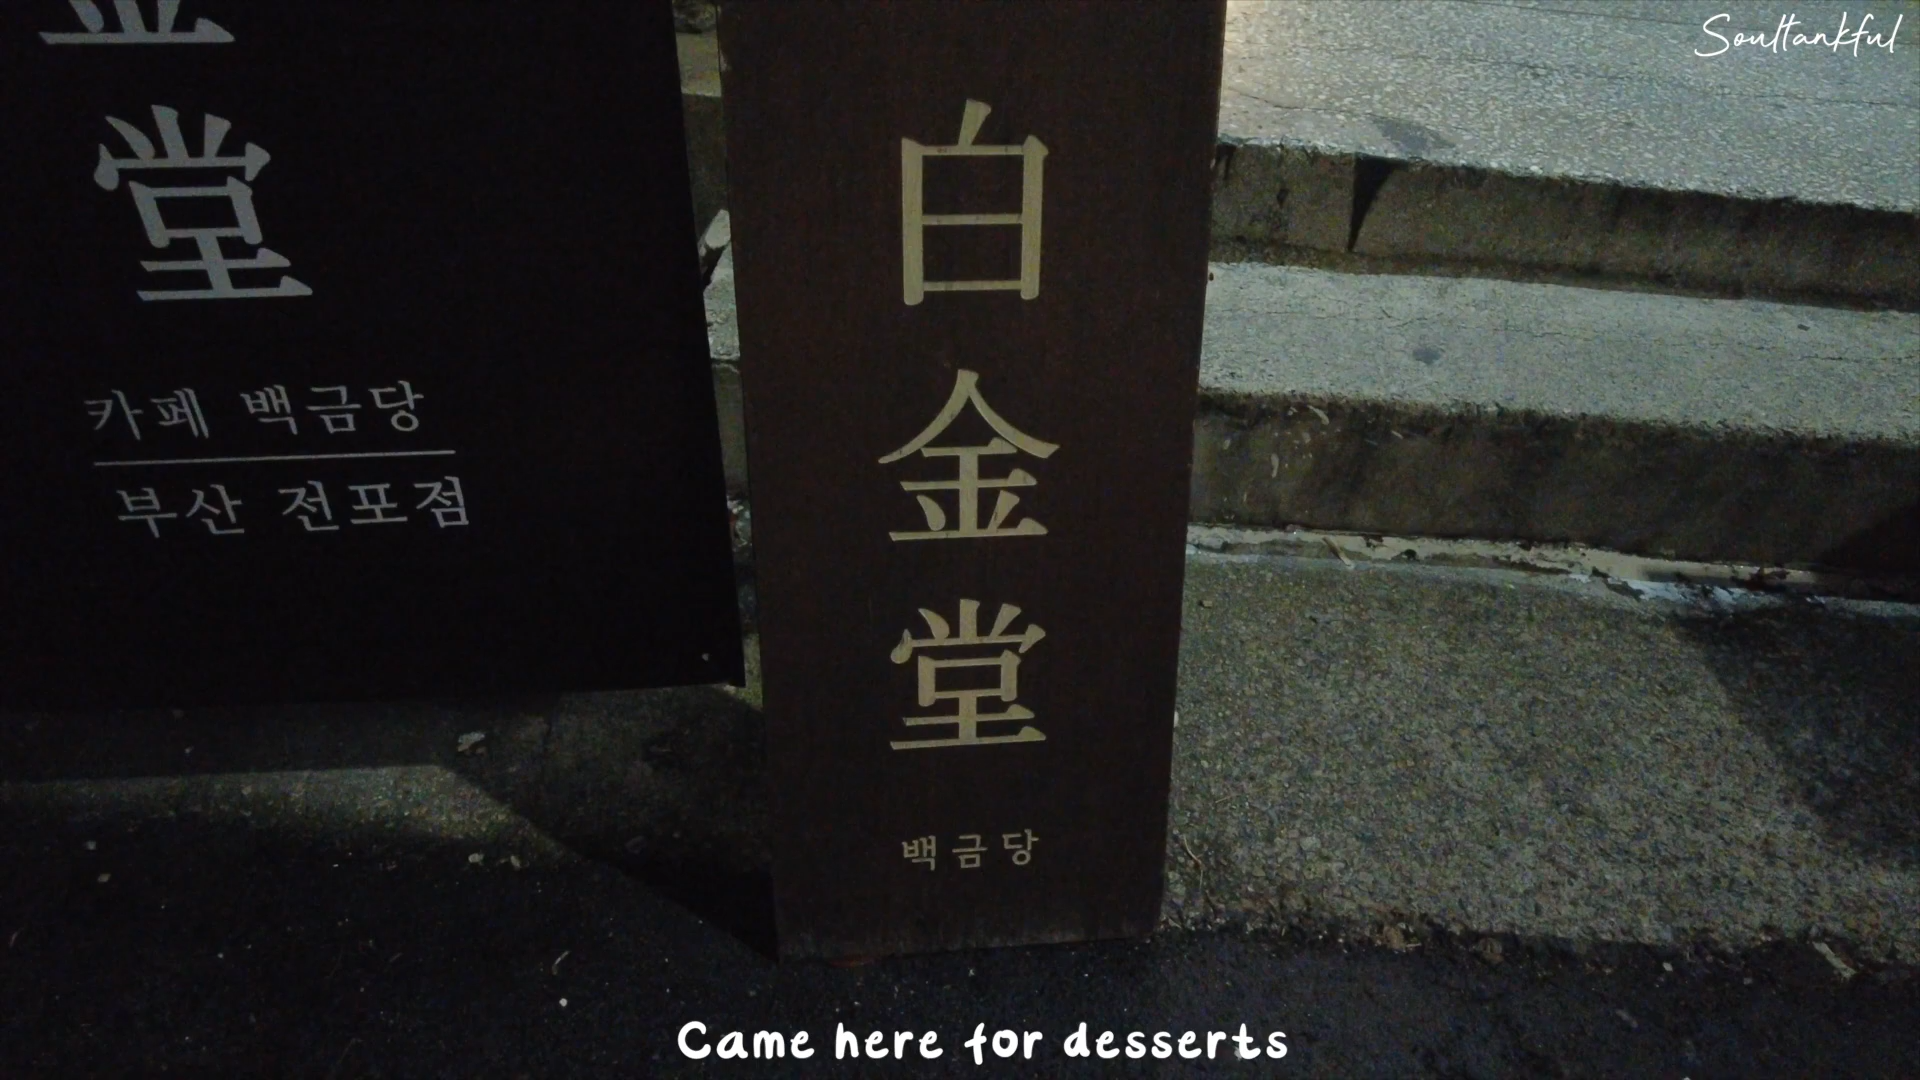 Soultankful
金
堂
카페 백금당
부산 전포점
白
金
堂
백금당
Came here for desserts